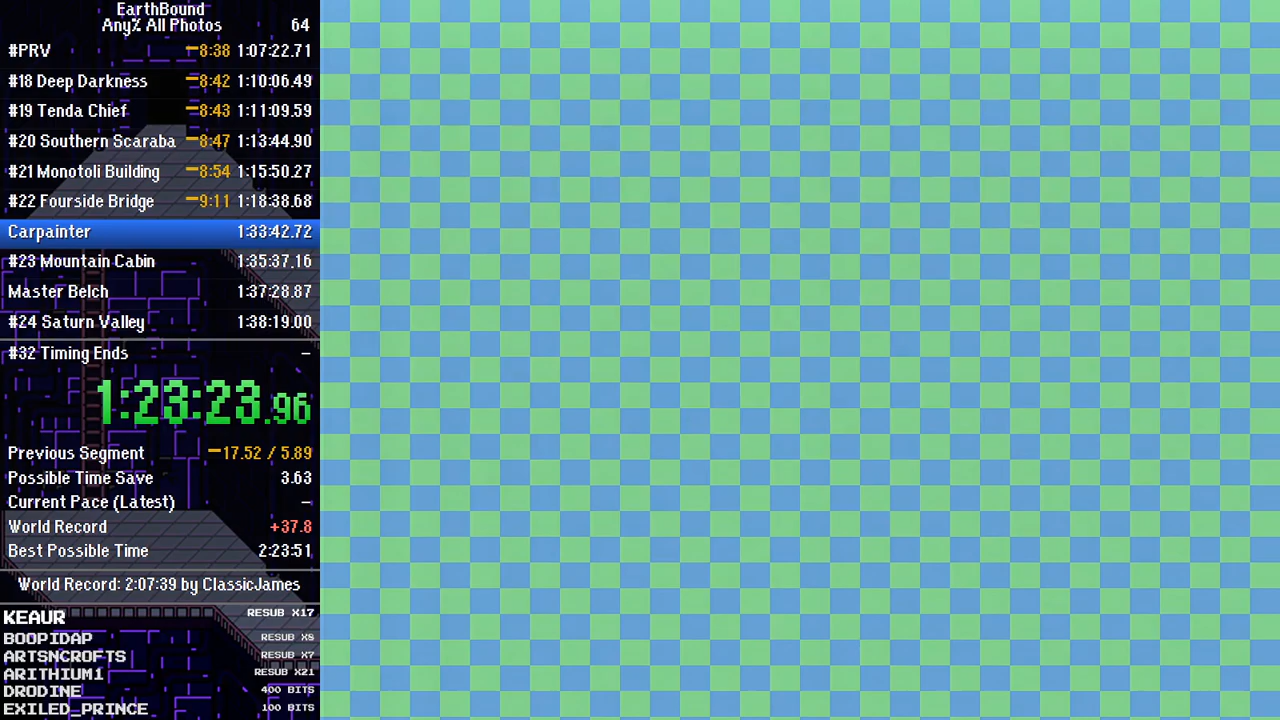 EarthBound
Any% All Photos 64
#PRV -8:38 1:07:22.71
#18 Deep Darkness -8:42 1:10:06.49
#19 Tenda Chief -8:43 1:11:09.59
#20 Southern Scaraba -8:47 1:13:44.90
#21 Monotoli Building -8:54 1:15:50.27
#22 Fourside Bridge -9:11 1:18:38.68
Carpainter 1:33:42.72
#23 Mountain Cabin 1:35:37.16
Master Belch 1:37:28.87
#24 Saturn Valley 1:38:19.00
#32 Timing Ends –
1:23:23.96
Previous Segment -17.52 / 5.89
Possible Time Save 3.63
Current Pace (Latest) –
World Record +37.8
Best Possible Time 2:23:51
World Record: 2:07:39 by ClassicJames
KEAUR RESUB X17
BOOPIDAP RESUB X8
ARTSNCROFTS RESUB X7
ARITHIUM1 RESUB X21
DRODINE 400 BITS
EXILED_PRINCE 100 BITS